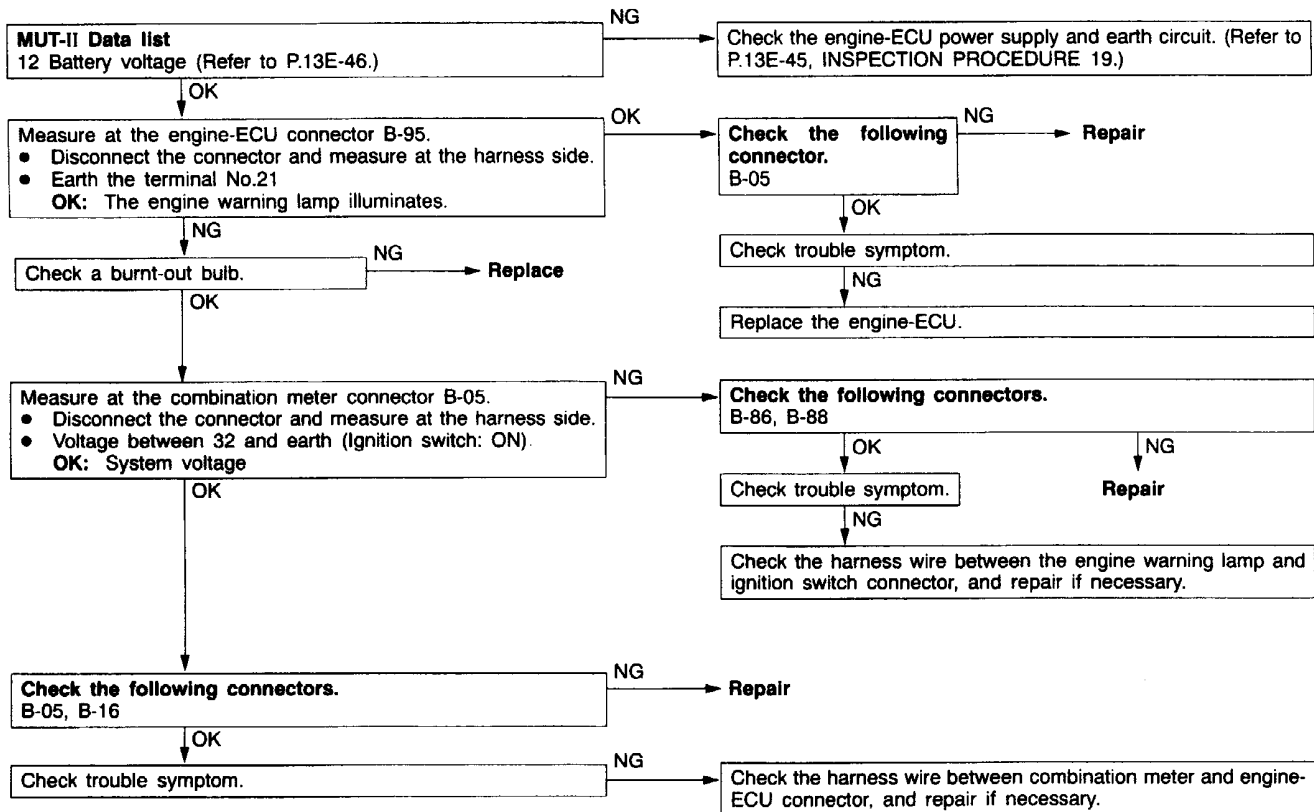 NG
MUT-II Data list
12 Battery voltage (Refer to P.13E-46.)
Check the engine-ECU power supply and earth circuit. (Refer to
P.13E-45, INSPECTION PROCEDURE 19.)
OK
Measure at the engine-ECU connector B-95.
● Disconnect the connector and measure at the harness side.
● Earth the terminal No.21
OK: The engine warning lamp illuminates.
OK
Check the following
connector.
B-05
NG
Repair
OK
Check trouble symptom.
NG
Replace the engine-ECU.
NG
Check a burnt-out bulb.
NG
Replace
OK
Measure at the combination meter connector B-05.
● Disconnect the connector and measure at the harness side.
● Voltage between 32 and earth (Ignition switch: ON)
OK: System voltage
NG
Check the following connectors.
B-86, B-88
OK
NG
Check trouble symptom.
Repair
NG
Check the harness wire between the engine warning lamp and
ignition switch connector, and repair if necessary.
OK
Check the following connectors.
B-05, B-16
NG
Repair
OK
Check trouble symptom.
NG
Check the harness wire between combination meter and engine-
ECU connector, and repair if necessary.